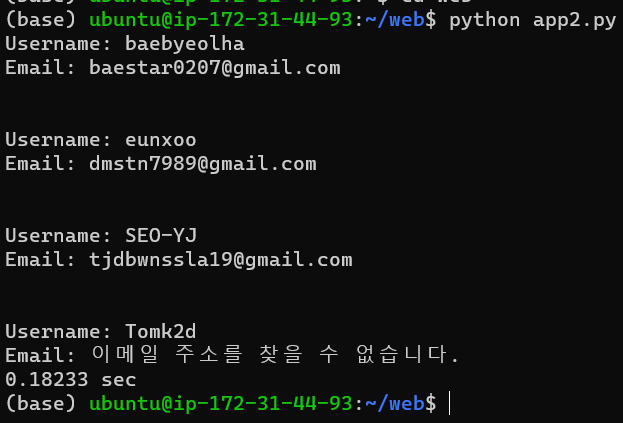 (base) ubuntu@ip-172-31-44-93:~/web$ python app2.py
Username: baebyeolha
Email: baestar0207@gmail.com
Username: eunxoo
Email: dmstn7989@gmail.com
Username: SEO-YJ
Email: tjdbwnssla19@gmail.com
Username: Tomk2d
Email: 이메일 주소를 찾을 수 없습니다.
0.18233 sec
(base) ubuntu@ip-172-31-44-93:~/web$